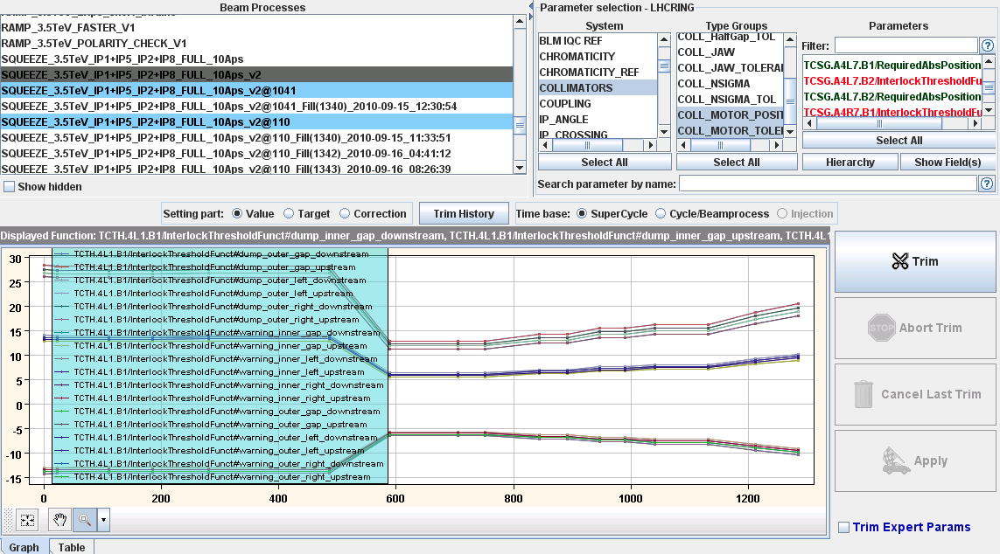 Beam Processes
RAMP_3.5TeV_FASTER_V1
RAMP_3.5TeV_POLARITY_CHECK_V1
SQUEEZE_3.5TeV_IP1+IP5_IP2+IP8_FULL_10Aps
SQUEEZE_3.5TeV_IP1+IP5_IP2+IP8_FULL_10Aps_v2
SQUEEZE_3.5TeV_IP1+IP5_IP2+IP8_FULL_10Aps_v2@1041
SQUEEZE_3.5TeV_IP1+IP5_IP2+IP8_FULL_10Aps_v2@1041_Fill(1340)_2010-09-15_12:30:54
SQUEEZE_3.5TeV_IP1+IP5_IP2+IP8_FULL_10Aps_v2@110
SQUEEZE_3.5TeV_IP1+IP5_IP2+IP8_FULL_10Aps_v2@110_Fill(1340)_2010-09-15_11:33:51
SQUEEZE_3.5TeV_IP1+IP5_IP2+IP8_FULL_10Aps_v2@110_Fill(1342)_2010-09-16_04:41:12
SQUEEZE_3.5TeV_IP1+IP5_IP2+IP8_FULL_10Aps_v2@110_Fill(1343)_2010-09-16_08:26:39
Show hidden
Parameter selection - LHCRING
System
BLM IQC REF
CHROMATICITY
CHROMATICITY_REF
COLLIMATORS
COUPLING
IP_ANGLE
IP_CROSSING
Select All
Type Groups
COLL_HalfGap_TOL
COLL_JAW
COLL_JAW_TOLERA
COLL_NSIGMA
COLL_NSIGMA_TOL
COLL_MOTOR_POSIT
COLL_MOTOR_TOLE
Select All
Parameters
Filter:
TCSG.A4L7.B1/RequiredAbsPosition
TCSG.A4L7.B2/InterlockThresholdFu
TCSG.A4L7.B2/RequiredAbsPosition
TCSG.A4R7.B1/InterlockThresholdFu
Select All
Hierarchy Show Field(s)
Search parameter by name:
Setting part: Value Target Correction Trim History Time base: SuperCycle Cycle/Beamprocess Injection
Displayed Function: TCTH.4L1.B1/InterlockThresholdFunct#dump_inner_gap_downstream, TCTH.4L1.B1/InterlockThresholdFunct#dump_inner_gap_upstream, TCTH.4L1
TCTH.4L1.B1/InterlockThresholdFunct#dump_outer_gap_downstream
TCTH.4L1.B1/InterlockThresholdFunct#dump_outer_gap_upstream
TCTH.4L1.B1/InterlockThresholdFunct#dump_outer_left_downstream
TCTH.4L1.B1/InterlockThresholdFunct#dump_outer_left_upstream
TCTH.4L1.B1/InterlockThresholdFunct#dump_outer_right_downstream
TCTH.4L1.B1/InterlockThresholdFunct#dump_outer_right_upstream
TCTH.4L1.B1/InterlockThresholdFunct#warning_inner_gap_downstream
TCTH.4L1.B1/InterlockThresholdFunct#warning_inner_gap_upstream
TCTH.4L1.B1/InterlockThresholdFunct#warning_inner_left_downstream
TCTH.4L1.B1/InterlockThresholdFunct#warning_inner_left_upstream
TCTH.4L1.B1/InterlockThresholdFunct#warning_inner_right_downstream
TCTH.4L1.B1/InterlockThresholdFunct#warning_inner_right_upstream
TCTH.4L1.B1/InterlockThresholdFunct#warning_outer_gap_downstream
TCTH.4L1.B1/InterlockThresholdFunct#warning_outer_gap_upstream
TCTH.4L1.B1/InterlockThresholdFunct#warning_outer_left_downstream
TCTH.4L1.B1/InterlockThresholdFunct#warning_outer_left_upstream
TCTH.4L1.B1/InterlockThresholdFunct#warning_outer_right_downstream
TCTH.4L1.B1/InterlockThresholdFunct#warning_outer_right_upstream
30
25
20
15
10
5
0
-5
-10
-15
0 200 400 600 800 1000 1200
Trim
STOP Abort Trim
Cancel Last Trim
Apply
Trim Expert Params
Graph Table